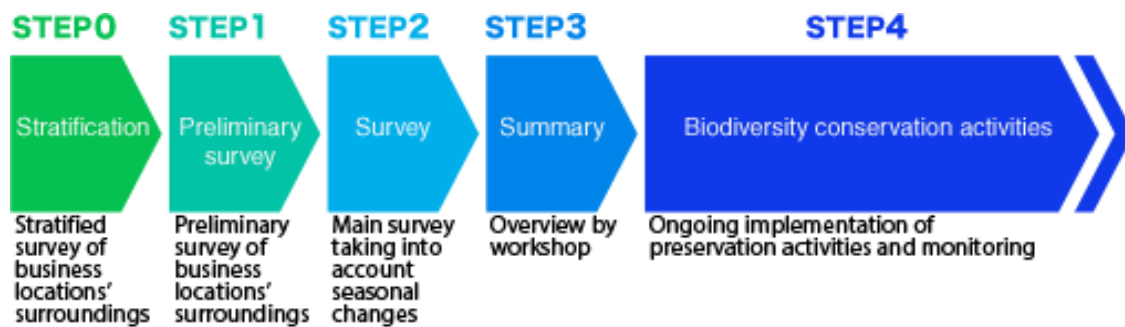 STEP0
Stratification
Stratified
survey of
business
locations'
surroundings
STEP1
Preliminary
survey
Preliminary
survey of
business
locations'
surroundings
STEP2
Survey
Main survey
taking into
account
seasonal
changes
STEP3
Summary
Overview by
workshop
STEP4
Biodiversity conservation activities
Ongoing implementation of
preservation activities and monitoring